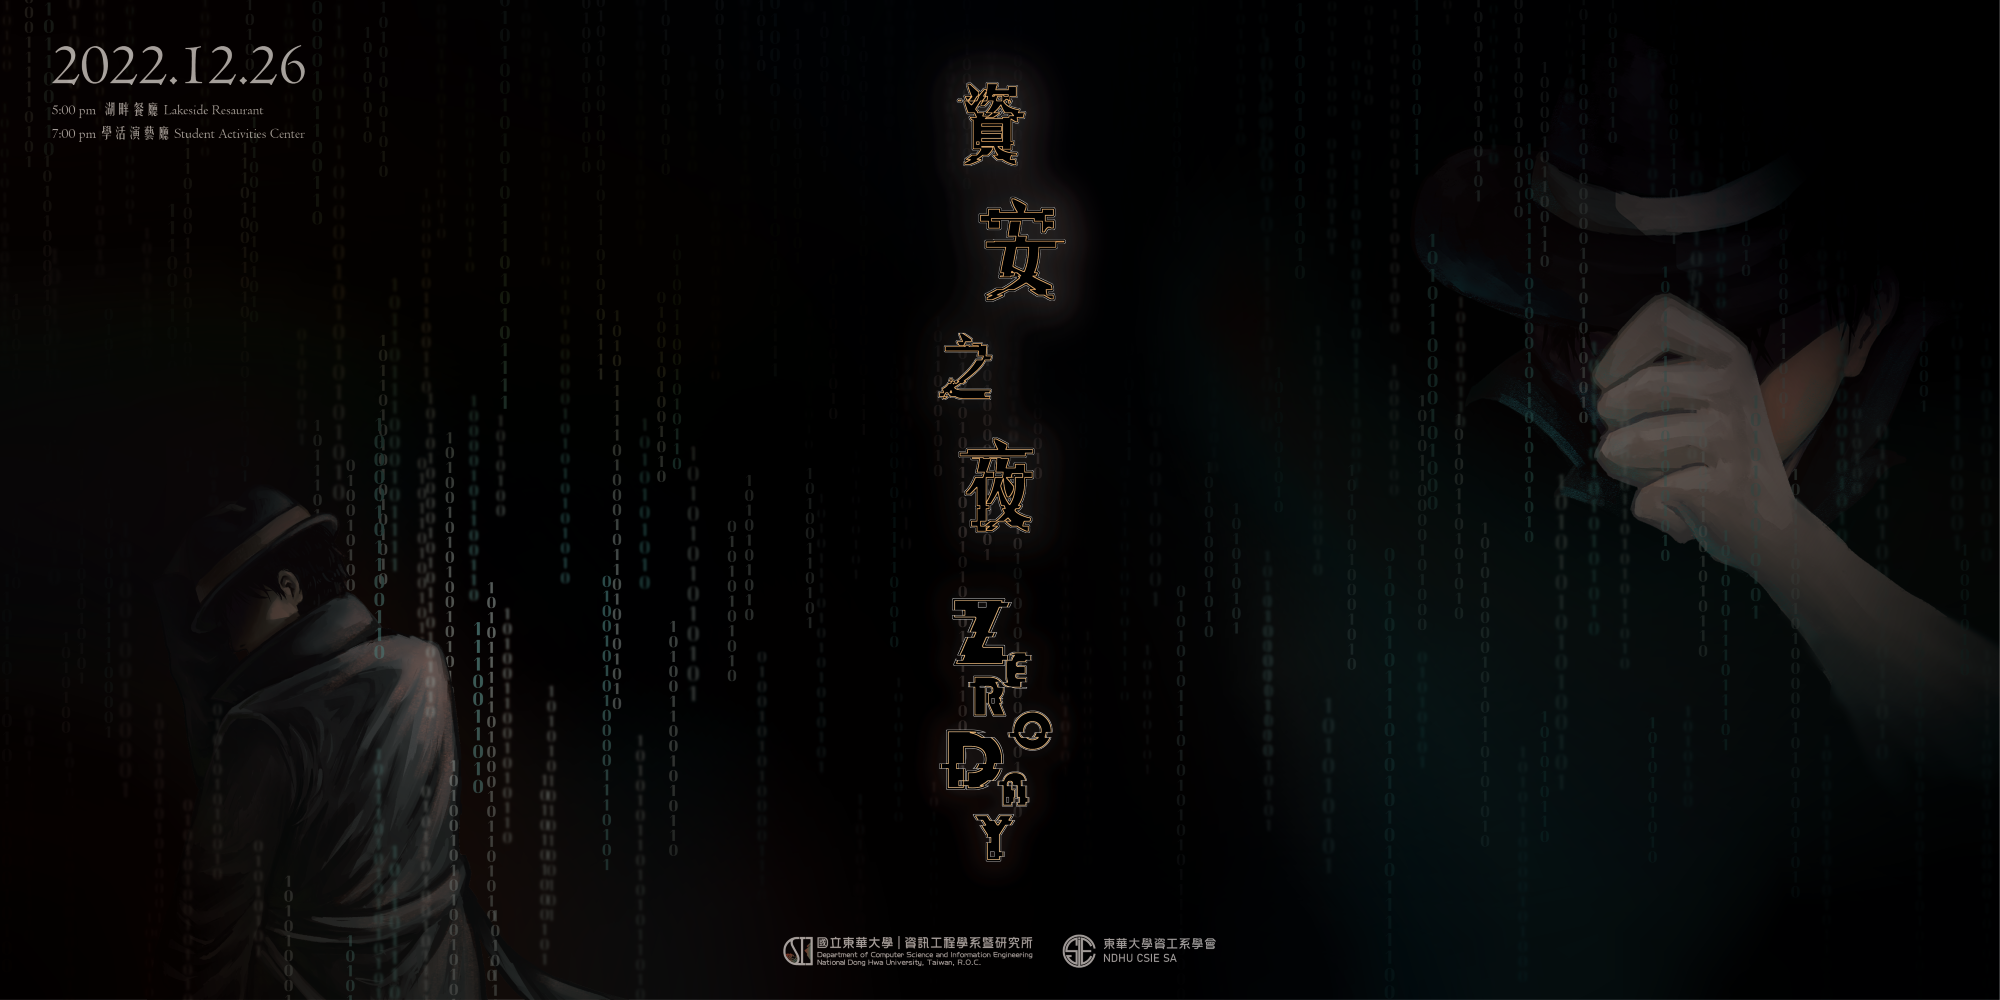 2022.12.26
5:00 pm 湖畔餐廳 Lakeside Resaurant
7:00 pm 學活演藝廳 Student Activities Center
資安之夜
ZERO DAY
國立東華大學 | 資訊工程學系暨研究所
Department of Computer Science and Information Engineering
National Dong Hwa University, Taiwan, R.O.C.
東華大學資工系學會
NDHU CSIE SA